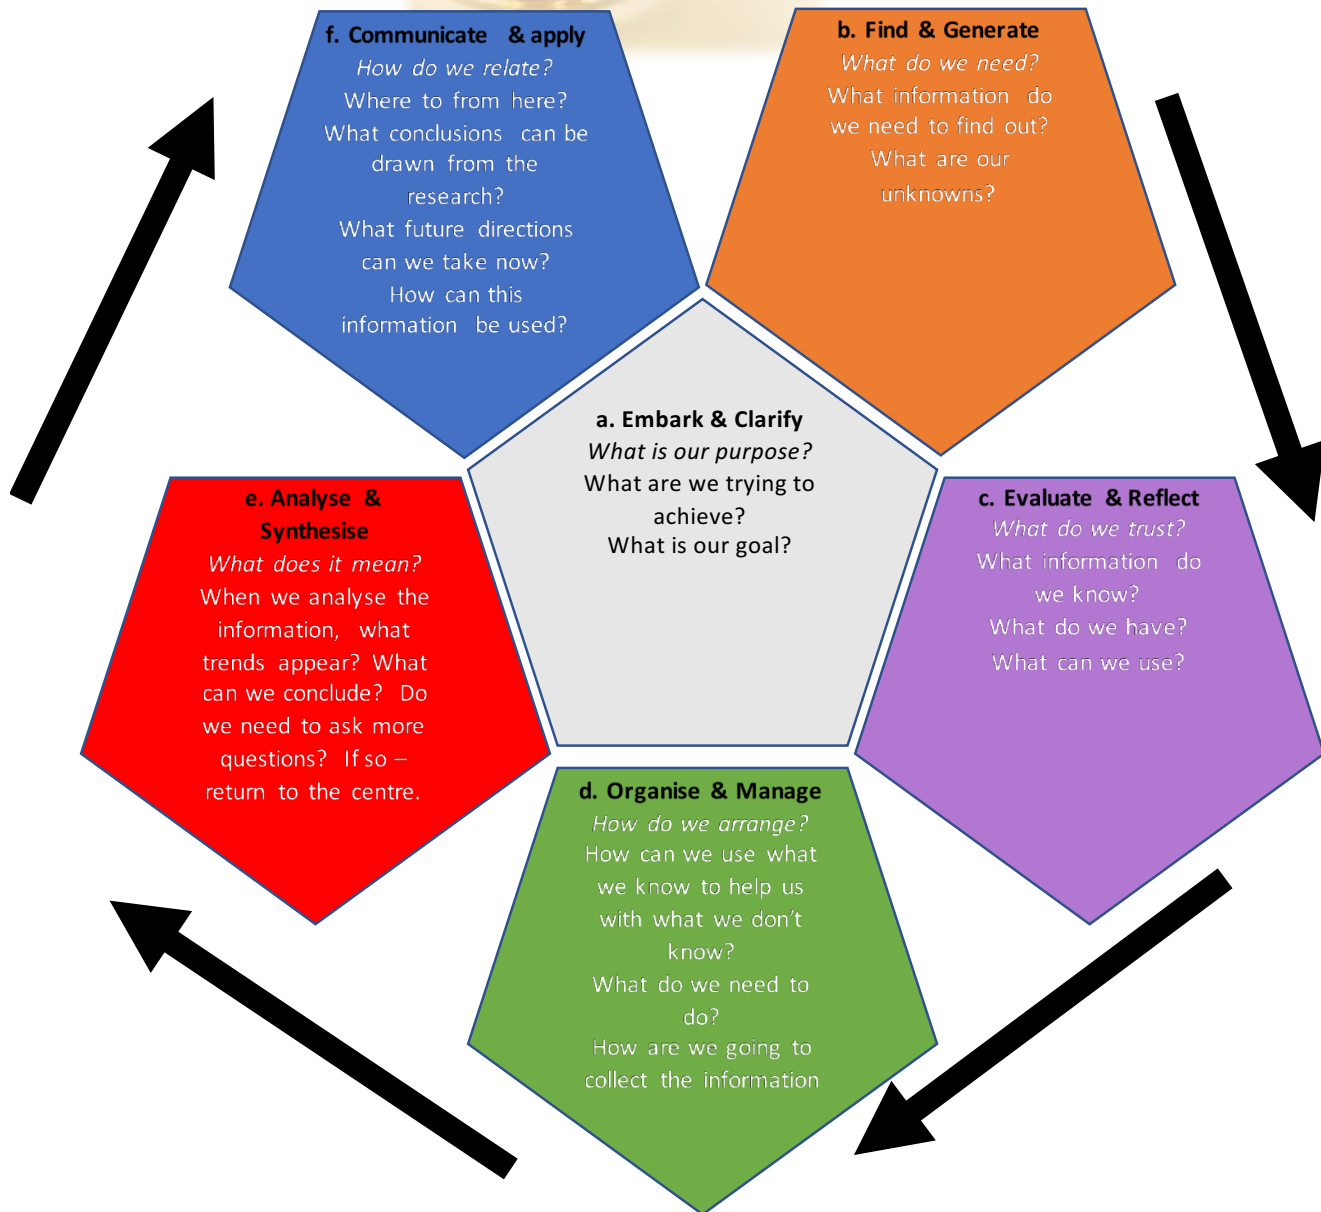 f. Communicate & apply
How do we relate?
Where to from here?
What conclusions can be
drawn from the
research?
What future directions
can we take now?
How can this
information be used?
b. Find & Generate
What do we need?
What information do
we need to find out?
What are our
unknowns?
a. Embark & Clarify
What is our purpose?
What are we trying to
achieve?
What is our goal?
e. Analyse &
Synthesise
What does it mean?
When we analyse the
information, what
trends appear? What
can we conclude? Do
we need to ask more
questions? If so –
return to the centre.
c. Evaluate & Reflect
What do we trust?
What information do
we know?
What do we have?
What can we use?
d. Organise & Manage
How do we arrange?
How can we use what
we know to help us
with what we don't
know?
What do we need to
do?
How are we going to
collect the information